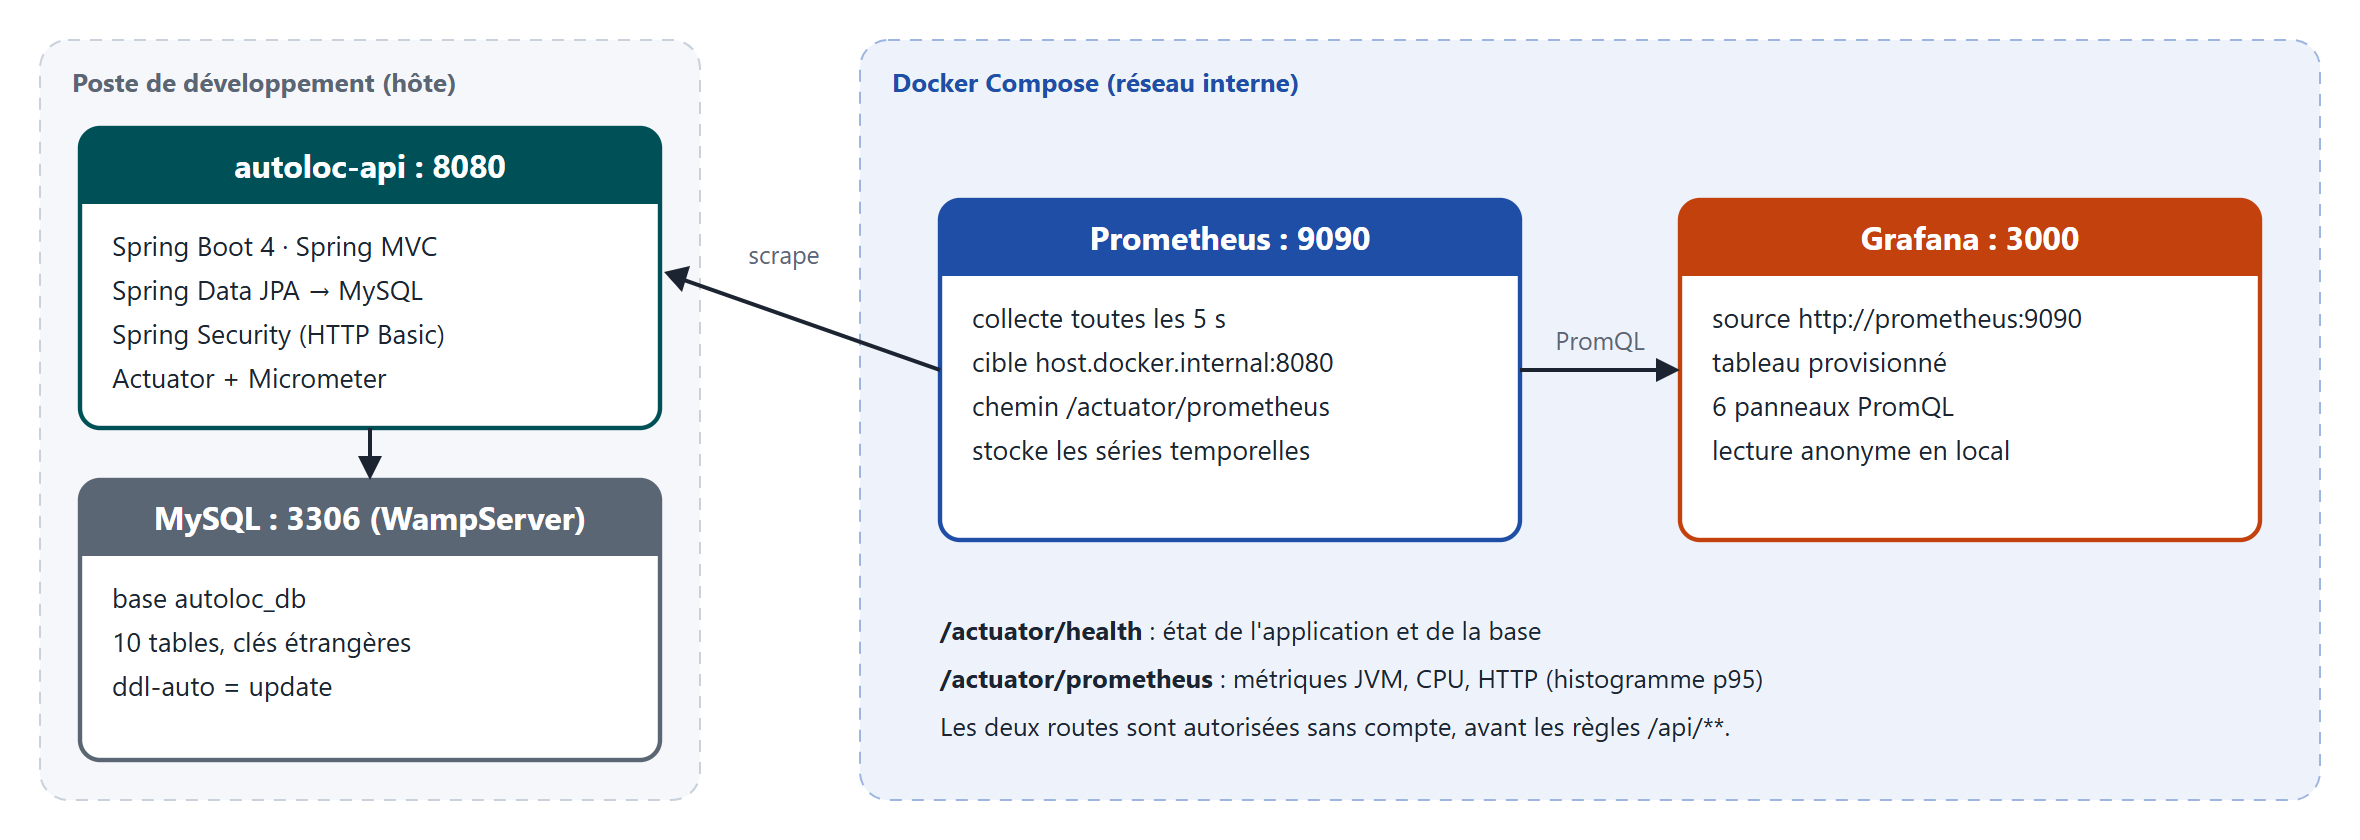 Poste de développement (hôte)
autoloc-api : 8080
Spring Boot 4 · Spring MVC
Spring Data JPA → MySQL
Spring Security (HTTP Basic)
Actuator + Micrometer
MySQL : 3306 (WampServer)
base autoloc_db
10 tables, clés étrangères
ddl-auto = update
scrape
Docker Compose (réseau interne)
Prometheus : 9090
collecte toutes les 5 s
cible host.docker.internal:8080
chemin /actuator/prometheus
stocke les séries temporelles
PromQL
Grafana : 3000
source http://prometheus:9090
tableau provisionné
6 panneaux PromQL
lecture anonyme en local
/actuator/health : état de l'application et de la base
/actuator/prometheus : métriques JVM, CPU, HTTP (histogramme p95)
Les deux routes sont autorisées sans compte, avant les règles /api/**.